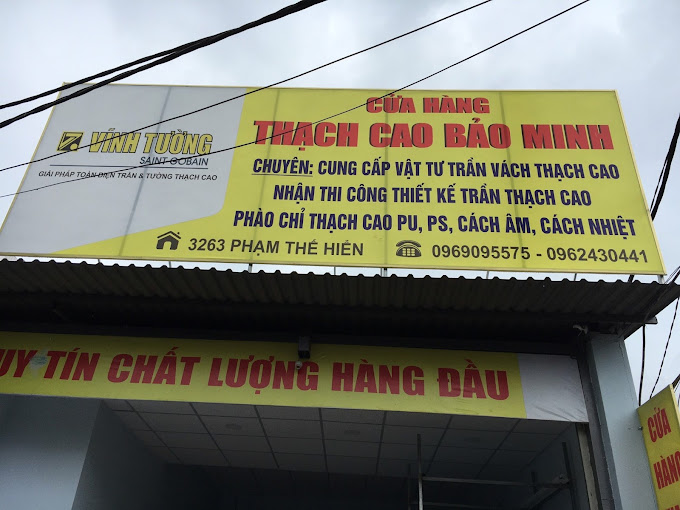 VĨNH TƯỜNG
SAINT-GOBAIN
GIẢI PHÁP TOÀN DIỆN TRẦN & TƯỜNG THẠCH CAO
CỬA HÀNG
THẠCH CAO BẢO MINH
CHUYÊN: CUNG CẤP VẬT TƯ TRẦN VÁCH THẠCH CAO
NHẬN THI CÔNG THIẾT KẾ TRẦN THẠCH CAO
PHÀO CHỈ THẠCH CAO PU, PS, CÁCH ÂM, CÁCH NHIỆT
3263 PHẠM THẾ HIỂN
0969095575 - 0962430441
UY TÍN CHẤT LƯỢNG HÀNG ĐẦU
CỬA
HÀNG